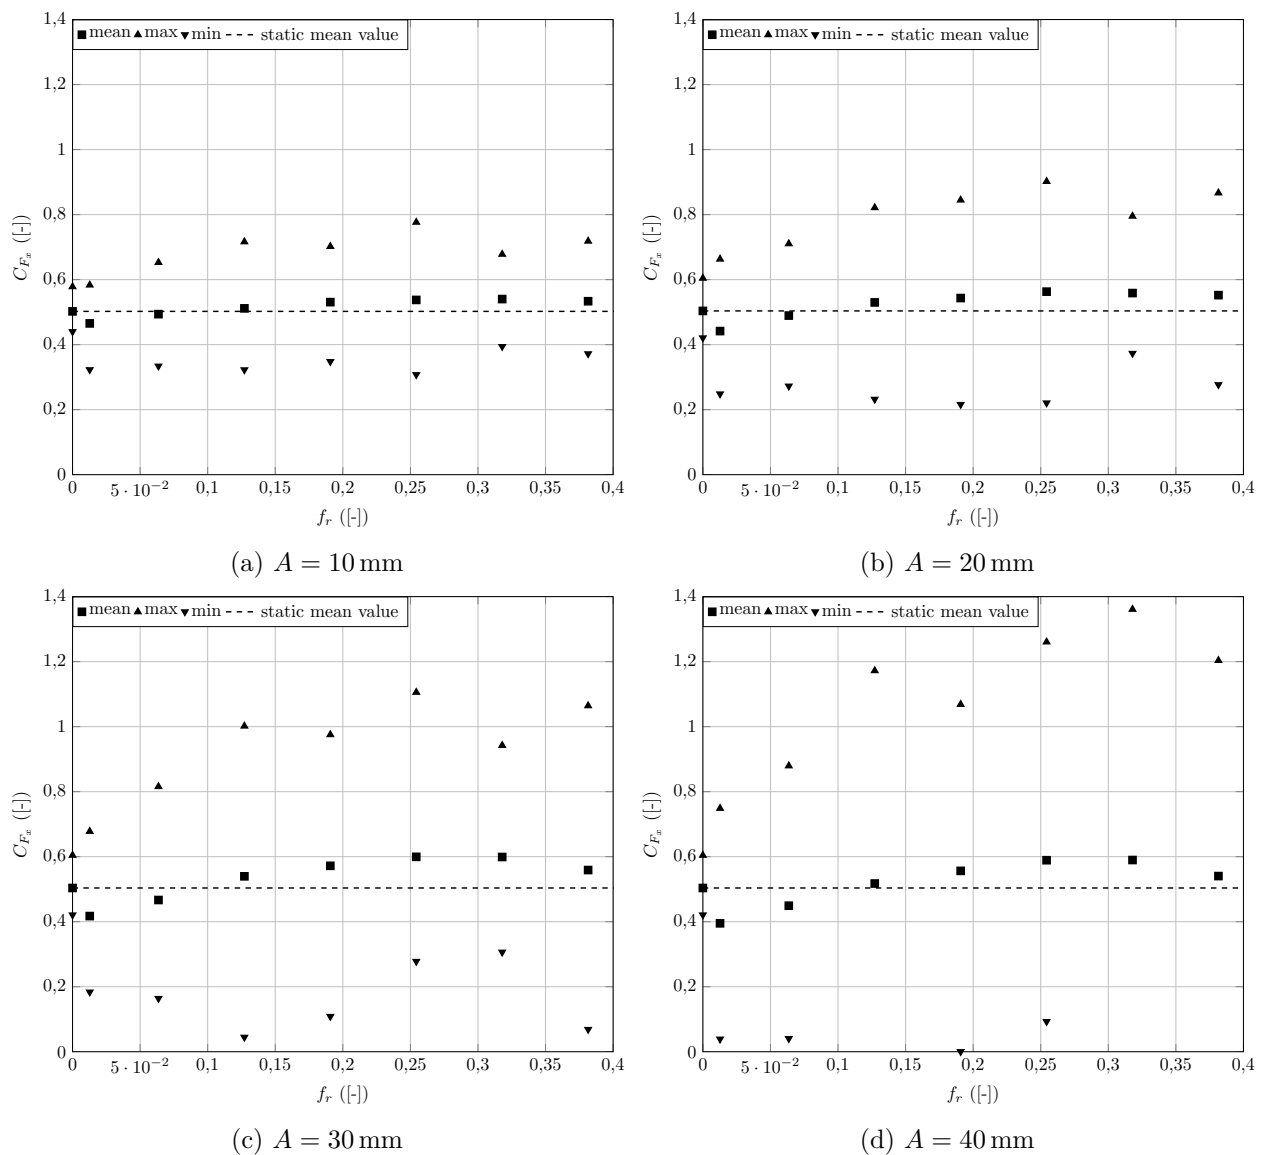 1,4
1,2
1
0,8
0,6
0,4
0,2
0
C_{F_x} ([-])
mean max min static mean value
0 5 · 10^{-2} 0,1 0,15 0,2 0,25 0,3 0,35 0,4
f_r ([-])
(a) A = 10 mm
1,4
1,2
1
0,8
0,6
0,4
0,2
0
C_{F_x} ([-])
mean max min static mean value
0 5 · 10^{-2} 0,1 0,15 0,2 0,25 0,3 0,35 0,4
f_r ([-])
(b) A = 20 mm
1,4
1,2
1
0,8
0,6
0,4
0,2
0
C_{F_x} ([-])
mean max min static mean value
0 5 · 10^{-2} 0,1 0,15 0,2 0,25 0,3 0,35 0,4
f_r ([-])
(c) A = 30 mm
1,4
1,2
1
0,8
0,6
0,4
0,2
0
C_{F_x} ([-])
mean max min static mean value
0 5 · 10^{-2} 0,1 0,15 0,2 0,25 0,3 0,35 0,4
f_r ([-])
(d) A = 40 mm